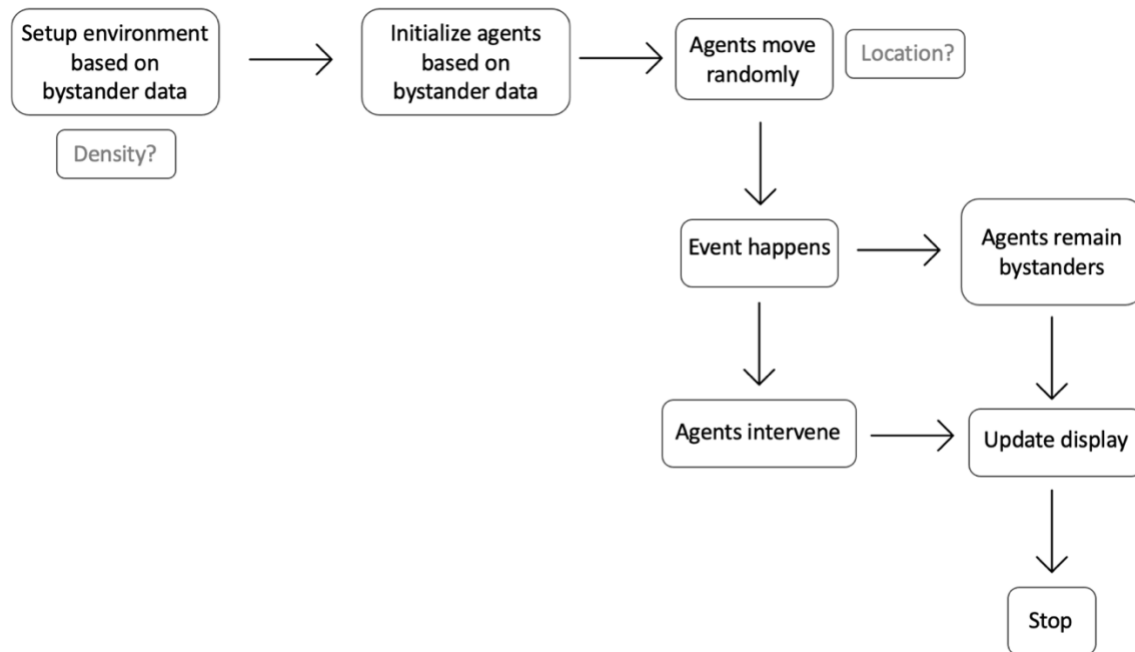 Setup environment
based on
bystander data
Density?
Initialize agents
based on
bystander data
Agents move
randomly
Location?
Event happens
Agents remain
bystanders
Agents intervene
Update display
Stop